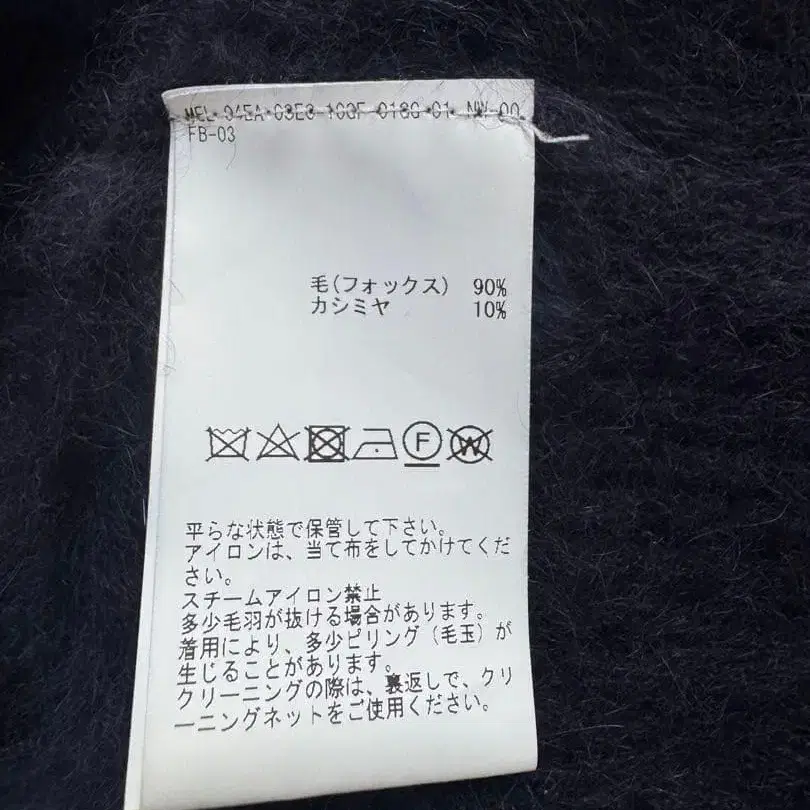 FB-03
毛(フォックス) 90%
カシミヤ 10%
F
W
平らな状態で保管して下さい。
アイロンは、当て布をしてかけてくだ
さい。
スチームアイロン禁止
多少毛羽が抜ける場合があります。
着用により、多少ピリング(毛玉)が
生じることがあります。
クリーニングの際は、裏返しで、クリ
ーニングネットをご使用ください。